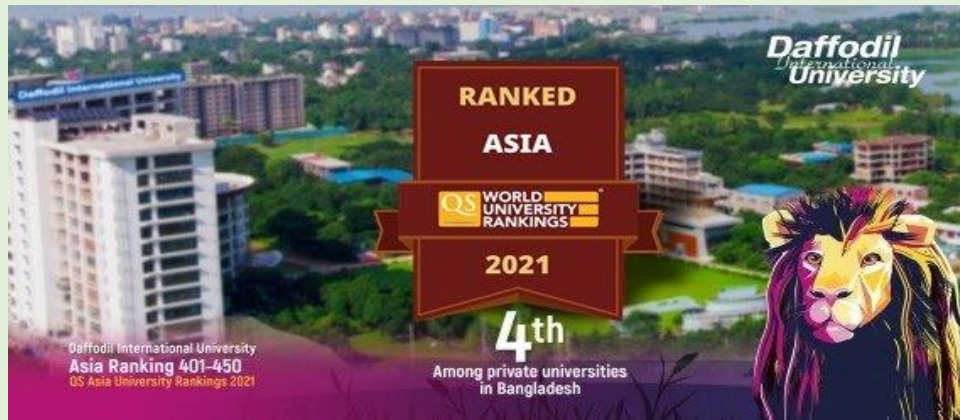 Daffodil
International
University
Daffodil International University
RANKED
ASIA
QS WORLD
UNIVERSITY
RANKINGS
2021
4th
Among private universities
in Bangladesh
Daffodil International University
Asia Ranking 401-450
QS Asia University Rankings 2021